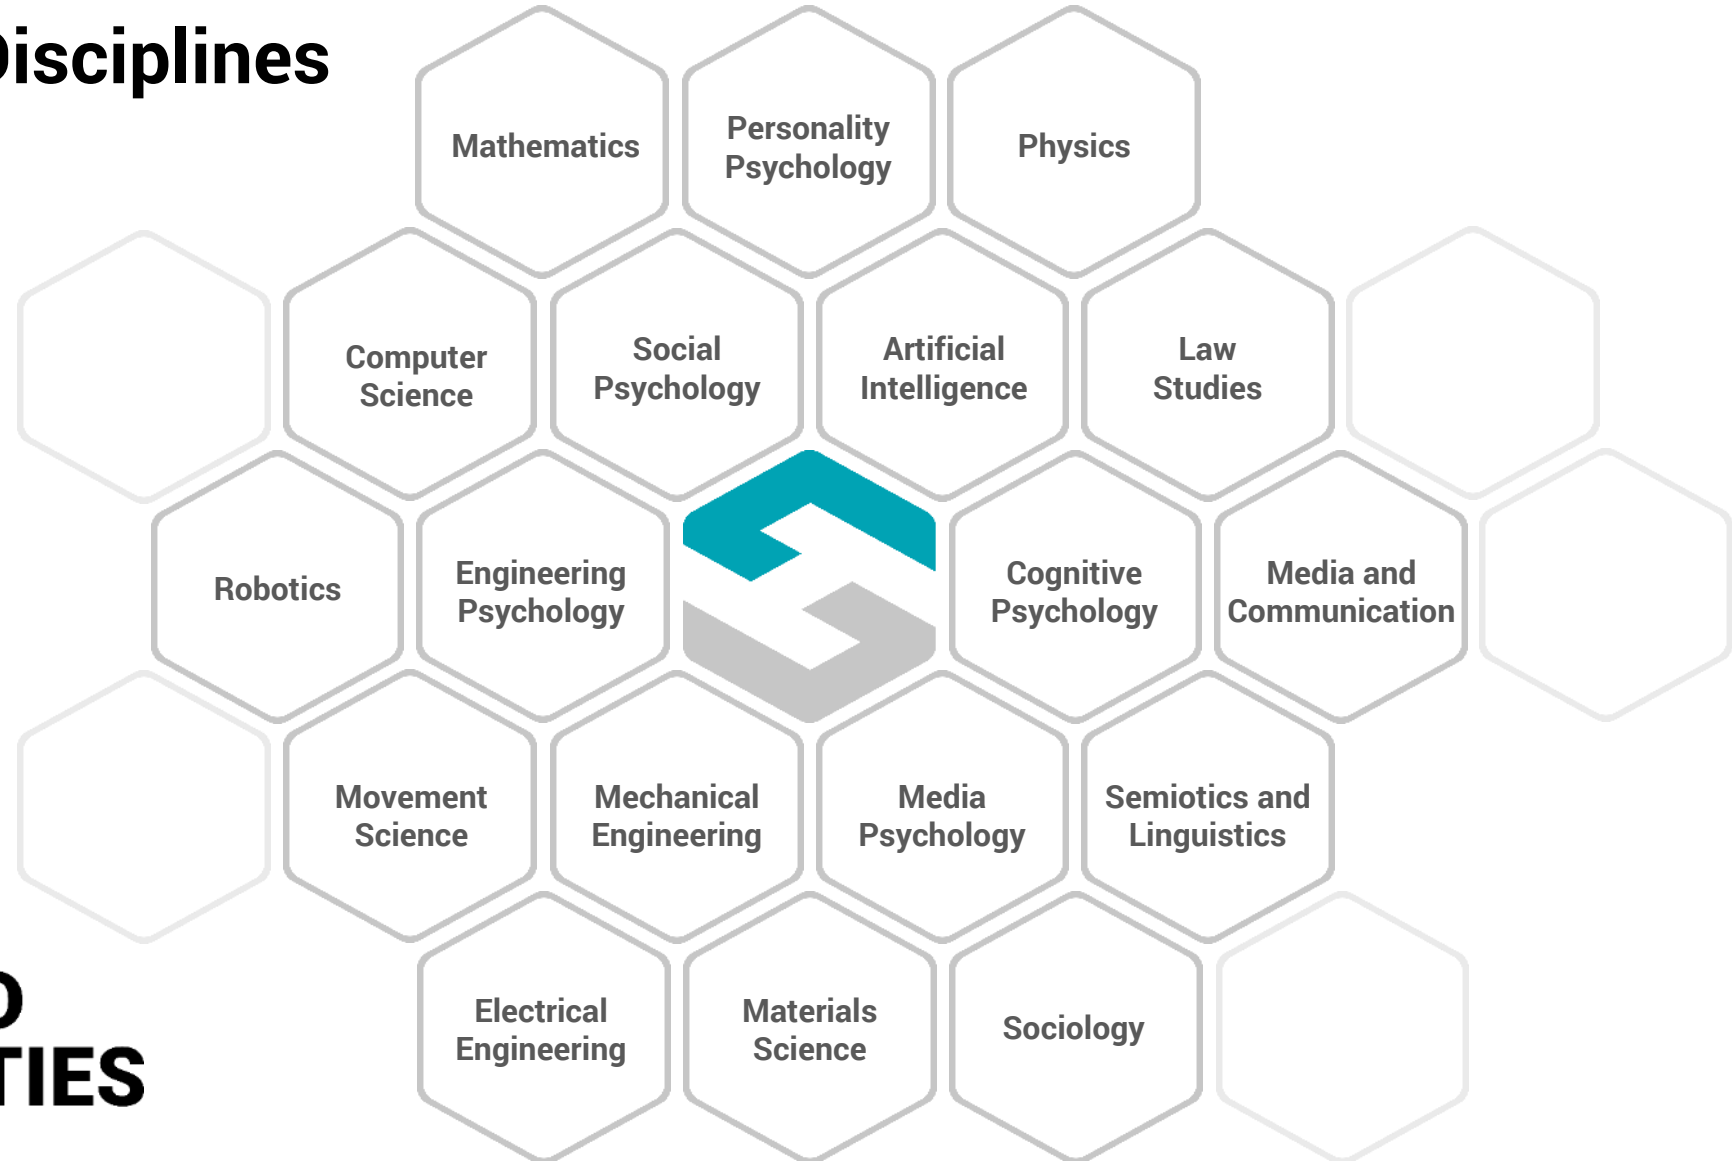 Disciplines
Mathematics
Personality
Psychology
Physics
Computer
Science
Social
Psychology
Artificial
Intelligence
Law
Studies
Robotics
Engineering
Psychology
Cognitive
Psychology
Media and
Communication
Movement
Science
Mechanical
Engineering
Media
Psychology
Semiotics and
Linguistics
Electrical
Engineering
Materials
Science
Sociology
D
TIES